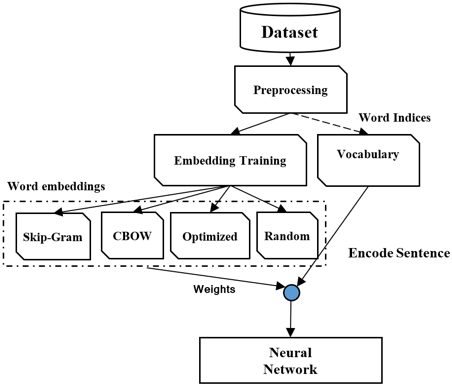 Dataset
Preprocessing
Word Indices
Embedding Training
Vocabulary
Word embeddings
Skip-Gram
CBOW
Optimized
Random
Encode Sentence
Weights
Neural
Network